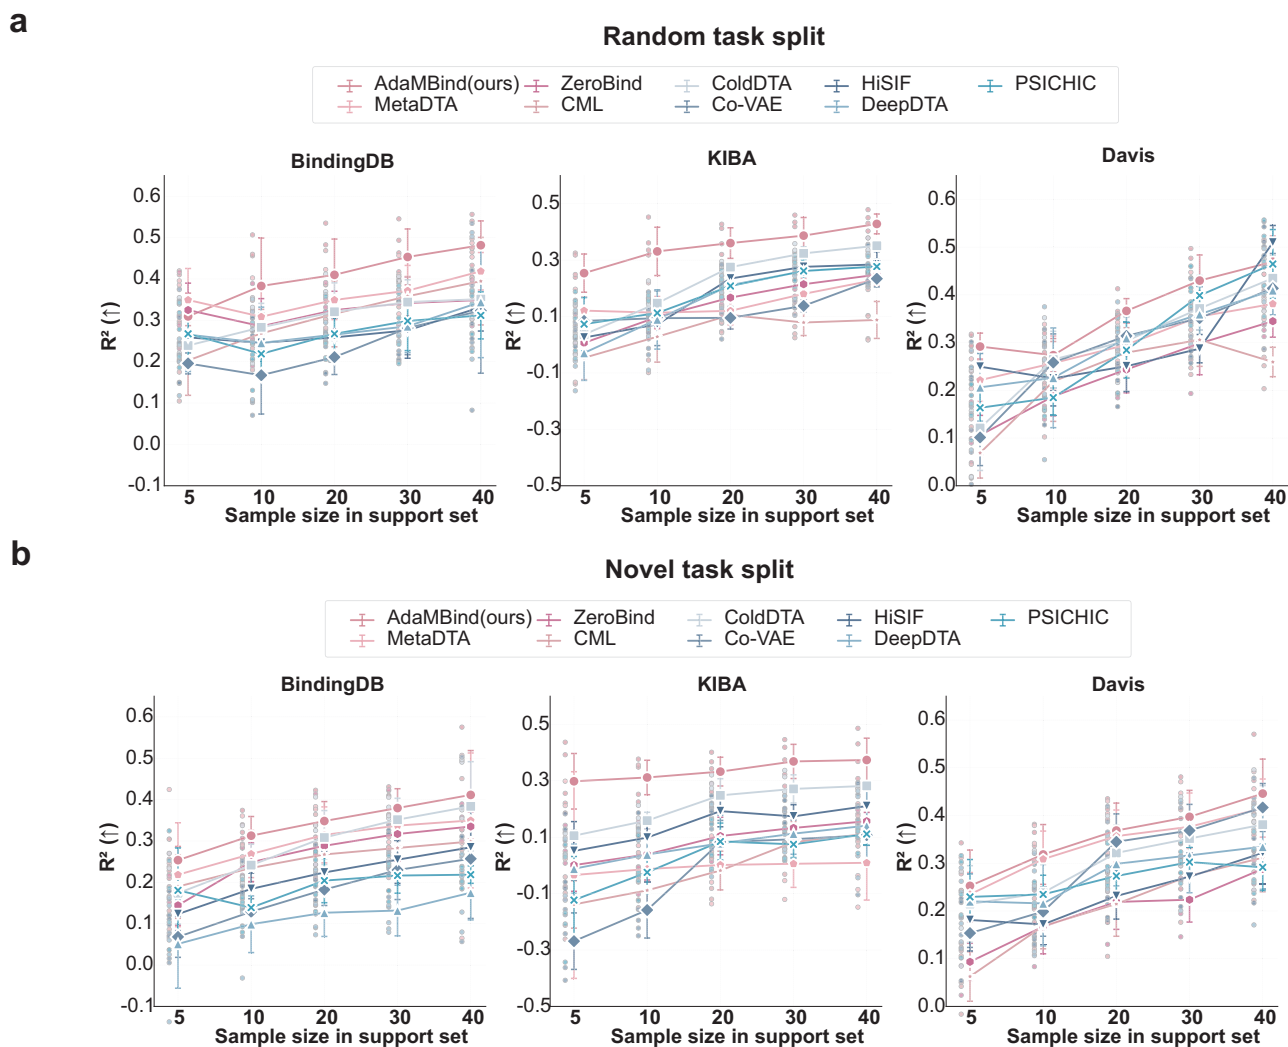 a
Random task split
AdaMBind(ours) ZeroBind ColdDTA HiSIF PSICHIC
MetaDTA CML Co-VAE DeepDTA
BindingDB KIBA Davis
R² (↑)
0.6
0.5
0.4
0.3
0.2
0.1
0.0
-0.1
5 10 20 30 40
Sample size in support set
R² (↑)
0.5
0.3
0.1
-0.1
-0.3
-0.5
5 10 20 30 40
Sample size in support set
R² (↑)
0.6
0.5
0.4
0.3
0.2
0.1
0.0
5 10 20 30 40
Sample size in support set
b
Novel task split
AdaMBind(ours) ZeroBind ColdDTA HiSIF PSICHIC
MetaDTA CML Co-VAE DeepDTA
BindingDB KIBA Davis
R² (↑)
0.6
0.5
0.4
0.3
0.2
0.1
0.0
-0.1
5 10 20 30 40
Sample size in support set
R² (↑)
0.5
0.3
0.1
-0.1
-0.3
-0.5
5 10 20 30 40
Sample size in support set
R² (↑)
0.6
0.5
0.4
0.3
0.2
0.1
0.0
5 10 20 30 40
Sample size in support set